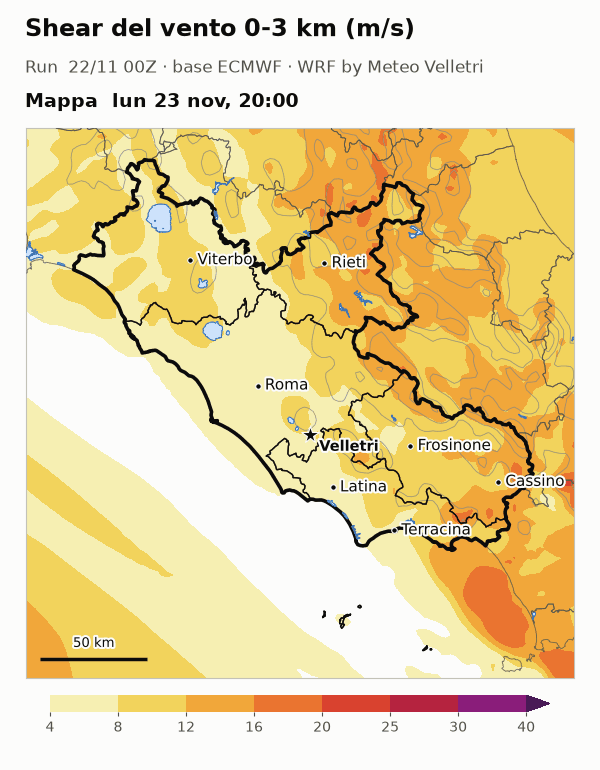 Shear del vento 0-3 km (m/s)
Run  22/11 00Z · base ECMWF · WRF by Meteo Velletri
Mappa  lun 23 nov, 20:00
Viterbo
Rieti
Roma
Velletri
Frosinone
Latina
Cassino
Terracina
50 km
4 8 12 16 20 25 30 40